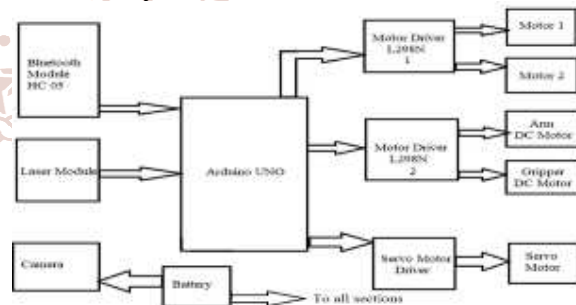 Bluetooth
Module
HC 05
Laser Module
Camera
Arduino UNO
Battery
To all sections
Motor Driver
L298N
1
Motor Driver
L298N
2
Servo Motor
Driver
Motor 1
Motor 2
Arm
DC Motor
Gripper
DC Motor
Servo
Motor